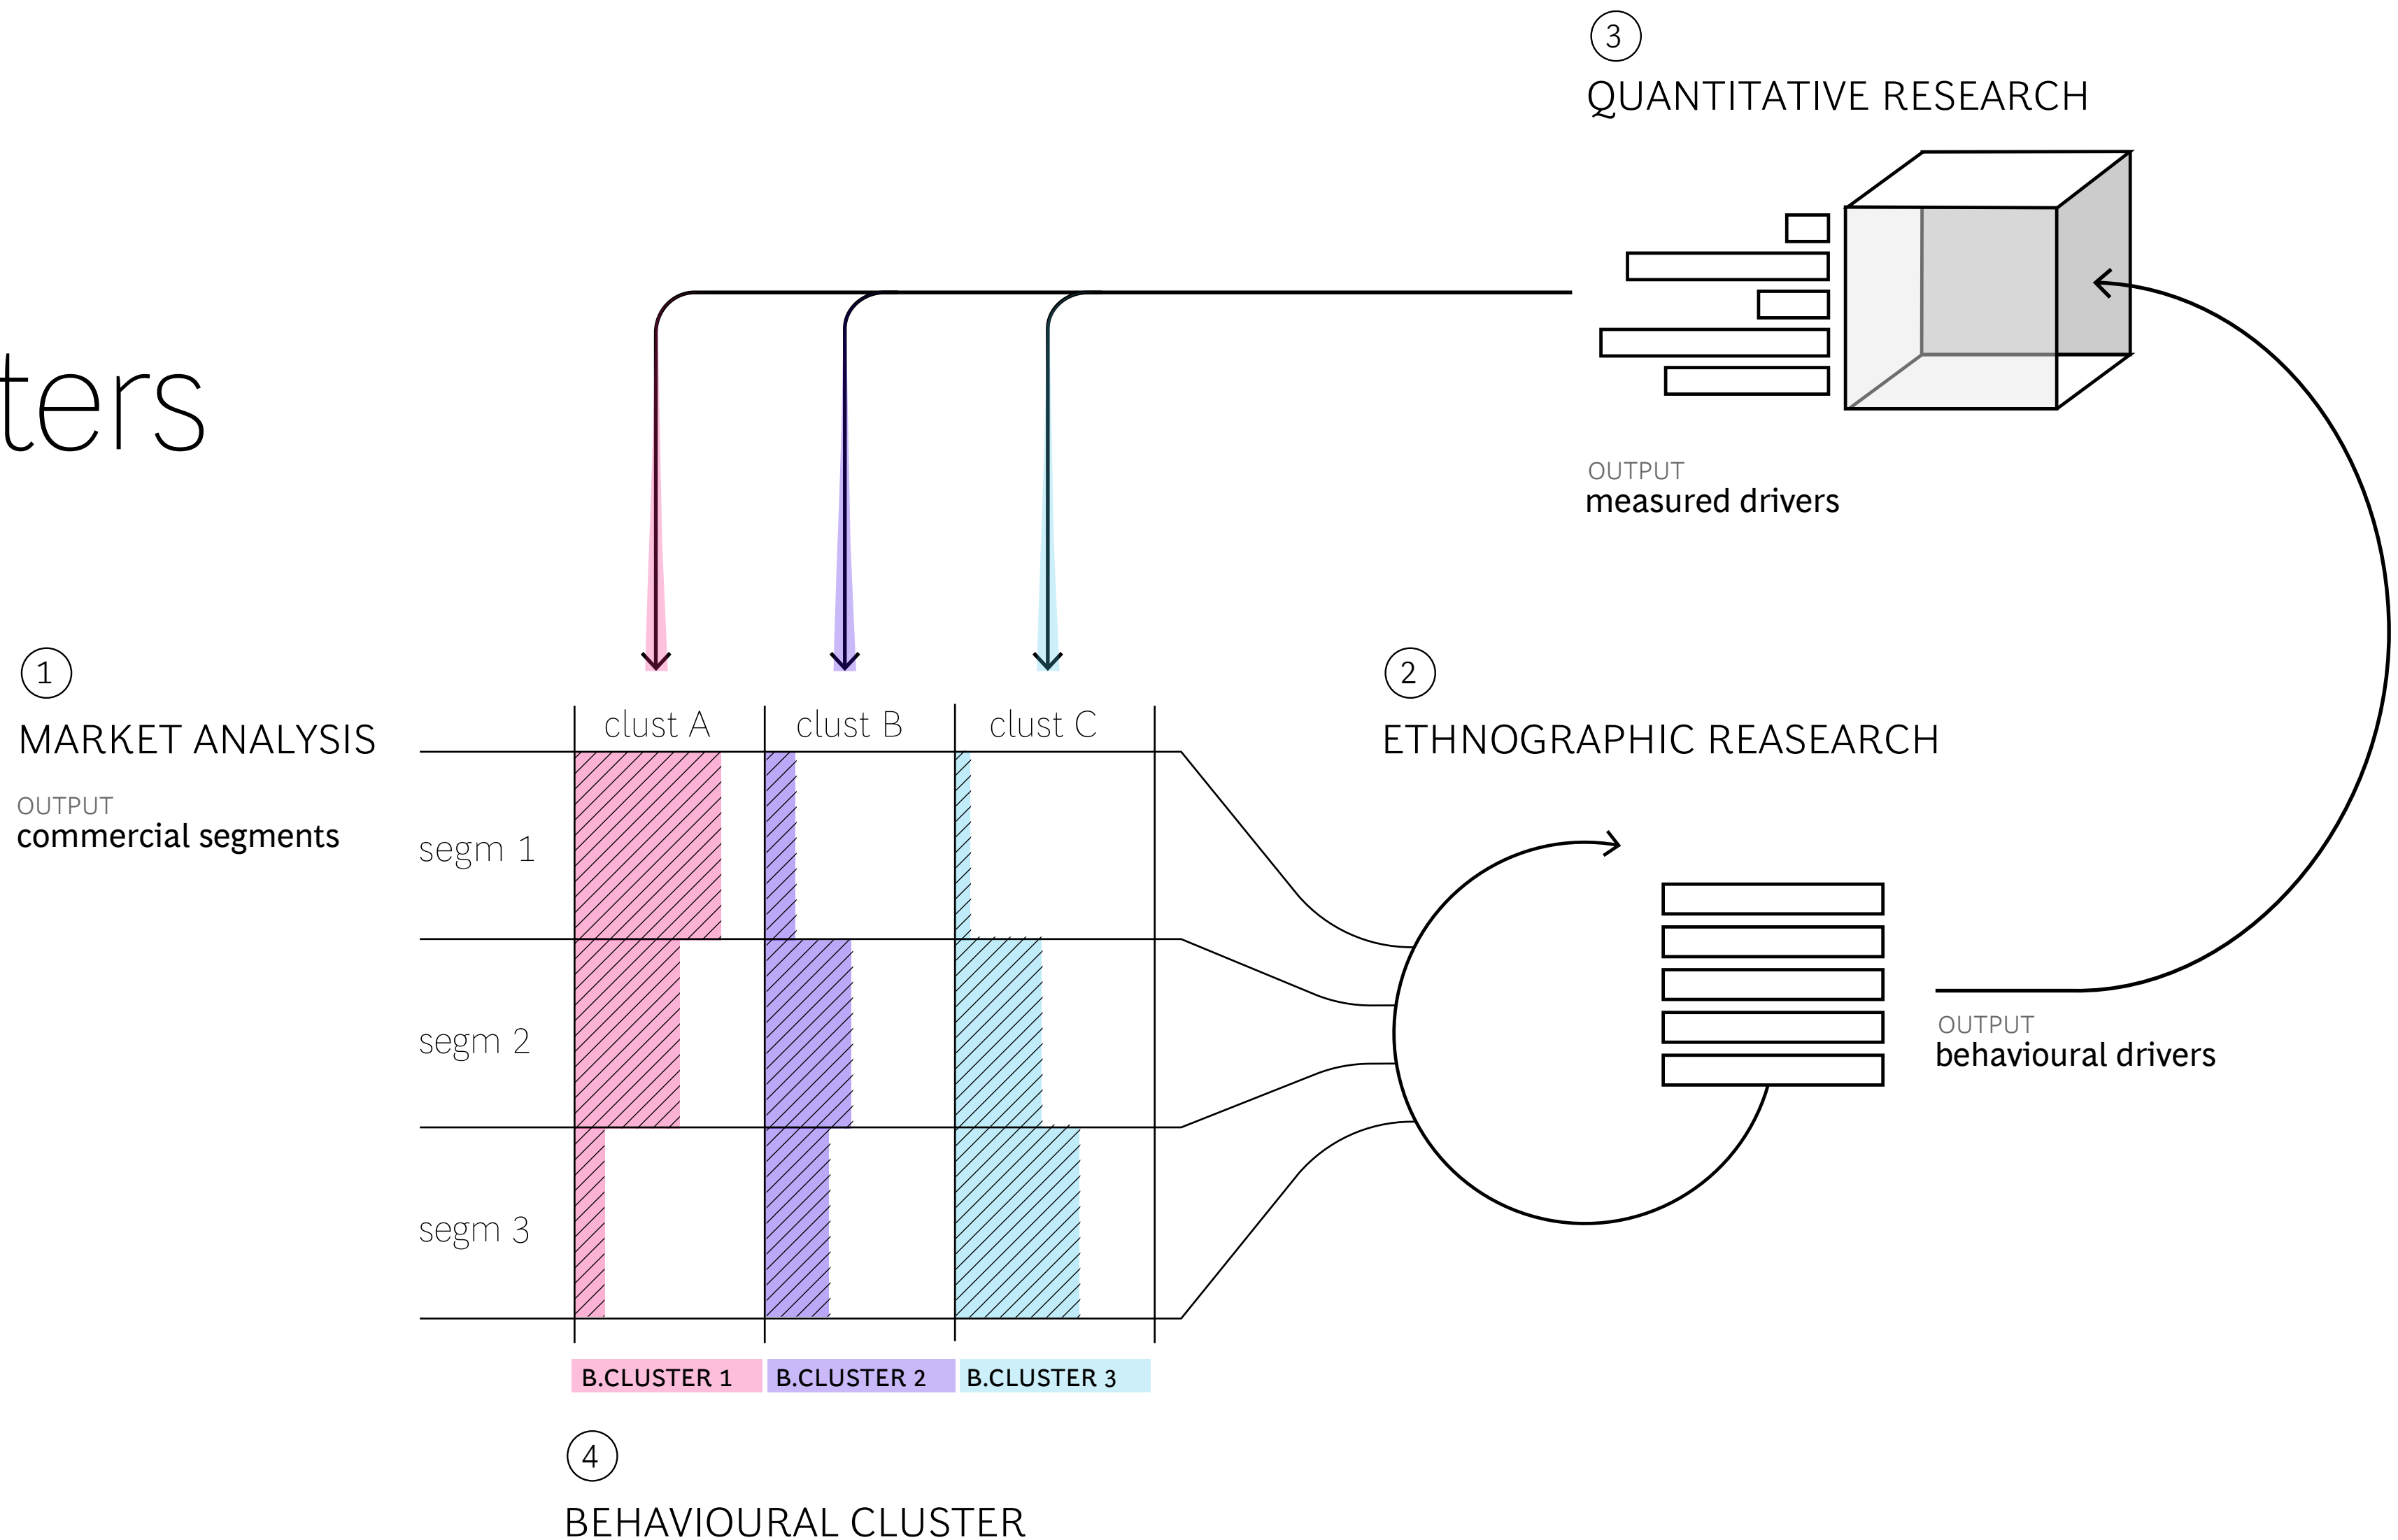 3
QUANTITATIVE RESEARCH
ters
OUTPUT
measured drivers
1
MARKET ANALYSIS
OUTPUT
commercial segments
clust A
clust B
clust C
segm 1
segm 2
segm 3
2
ETHNOGRAPHIC REASEARCH
OUTPUT
behavioural drivers
B.CLUSTER 1
B.CLUSTER 2
B.CLUSTER 3
4
BEHAVIOURAL CLUSTER